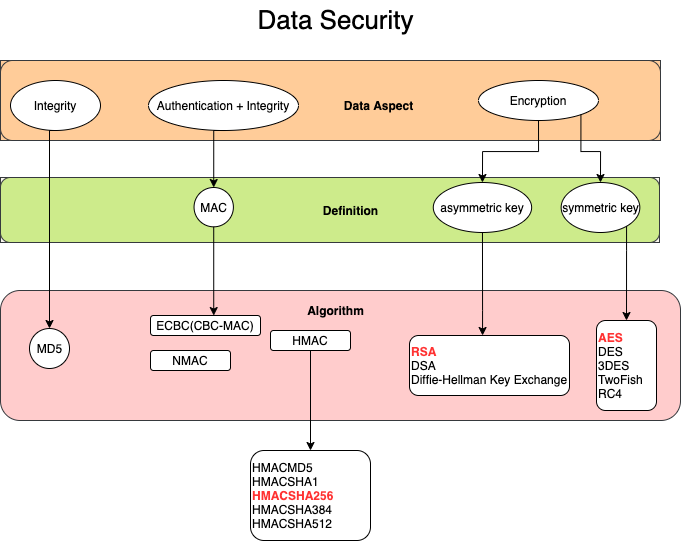 Data Security
Integrity
Authentication + Integrity
Data Aspect
Encryption
MAC
Definition
asymmetric key
symmetric key
Algorithm
ECBC(CBC-MAC)
HMAC
MD5
NMAC
RSA
DSA
Diffie-Hellman Key Exchange
AES
DES
3DES
TwoFish
RC4
HMACMD5
HMACSHA1
HMACSHA256
HMACSHA384
HMACSHA512